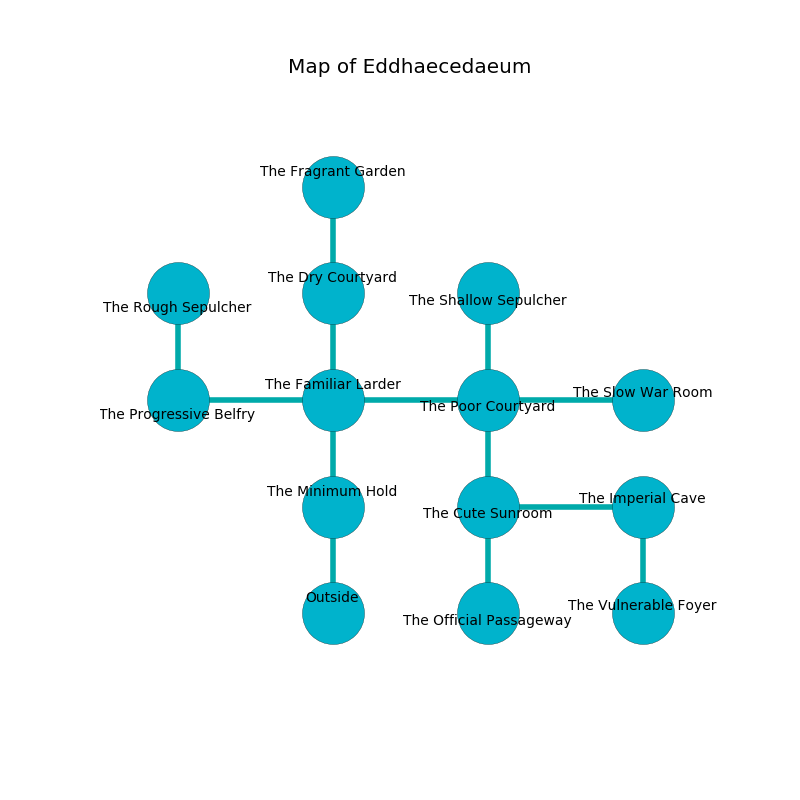 Map of Eddhaecedaeum
The Fragrant Garden
The Dry Courtyard
The Shallow Sepulcher
The Rough Sepulcher
The Familiar Larder
The Slow War Room
The Poor Courtyard
The Progressive Belfry
The Minimum Hold
The Imperial Cave
The Cute Sunroom
Outside
The Vulnerable Foyer
The Official Passageway